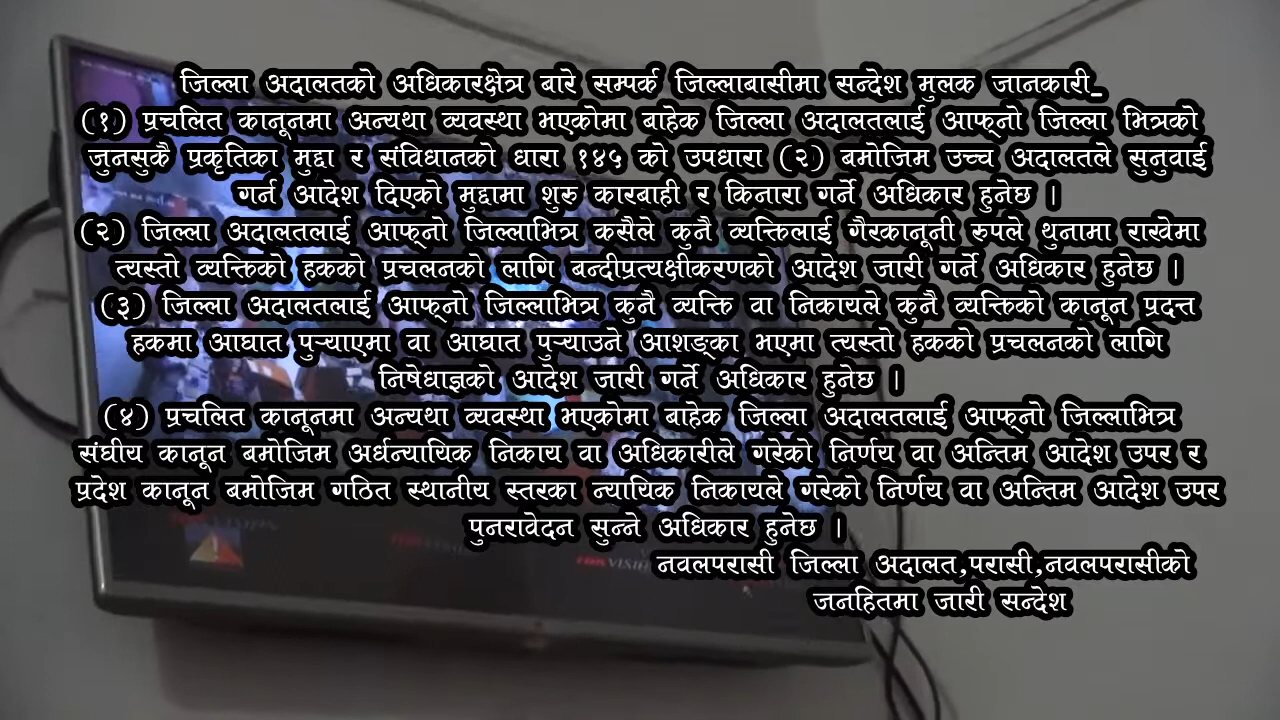 जिल्ला अदालतको अधिकारक्षेत्र बारे सम्पर्क जिल्लाबासीमा सन्देश मुलक जानकारी-
(१) प्रचलित कानूनमा अन्यथा व्यवस्था भएकोमा बाहेक जिल्ला अदालतलाई आफ्नो जिल्ला भित्रको
जुनसुकै प्रकृतिका मुद्दा र संविधानको धारा १४५ को उपधारा (२) बमोजिम उच्च अदालतले सुनुवाई
गर्न आदेश दिएको मुद्दामा शुरु कारबाही र किनारा गर्ने अधिकार हुनेछ |
(२) जिल्ला अदालतलाई आफ्नो जिल्लाभित्र कसैले कुनै व्यक्तिलाई गैरकानूनी रुपले थुनामा राखेमा
त्यस्तो व्यक्तिको हकको प्रचलनको लागि बन्दीप्रत्यक्षीकरणको आदेश जारी गर्ने अधिकार हुनेछ |
(३) जिल्ला अदालतलाई आफ्नो जिल्लाभित्र कुनै व्यक्ति वा निकायले कुनै व्यक्तिको कानून प्रदत्त
हकमा आघात पुऱ्याएमा वा आघात पुऱ्याउने आशङ्का भएमा त्यस्तो हकको प्रचलनको लागि
निषेधाज्ञको आदेश जारी गर्ने अधिकार हुनेछ |
(४) प्रचलित कानूनमा अन्यथा व्यवस्था भएकोमा बाहेक जिल्ला अदालतलाई आफ्नो जिल्लाभित्र
संघीय कानून बमोजिम अर्धन्यायिक निकाय वा अधिकारीले गरेको निर्णय वा अन्तिम आदेश उपर र
प्रदेश कानून बमोजिम गठित स्थानीय स्तरका न्यायिक निकायले गरेको निर्णय वा अन्तिम आदेश उपर
पुनरावेदन सुन्ने अधिकार हुनेछ |
नवलपरासी जिल्ला अदालत,परासी,नवलपरासीको
जनहितमा जारी सन्देश